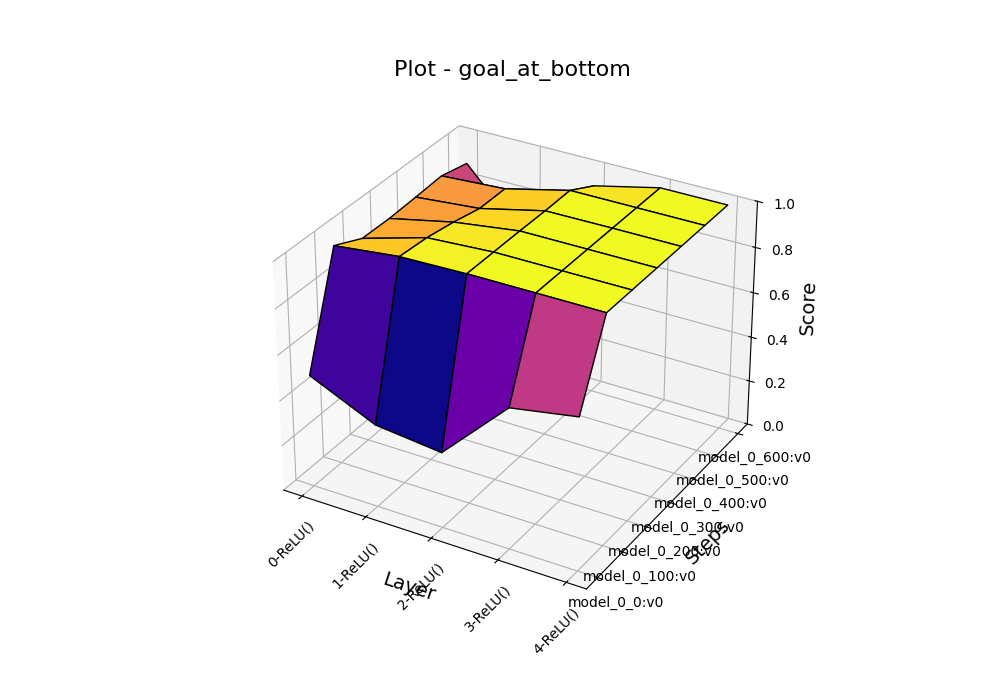 Plot - goal_at_bottom
1.0
0.8
0.6
0.4
0.2
0.0
Score
model_0_600:v0
model_0_500:v0
model_0_400:v0
model_0_300:v0
model_0_200:v0
model_0_100:v0
model_0_0:v0
Steps
0-ReLU()
1-ReLU()
2-ReLU()
3-ReLU()
4-ReLU()
Layer